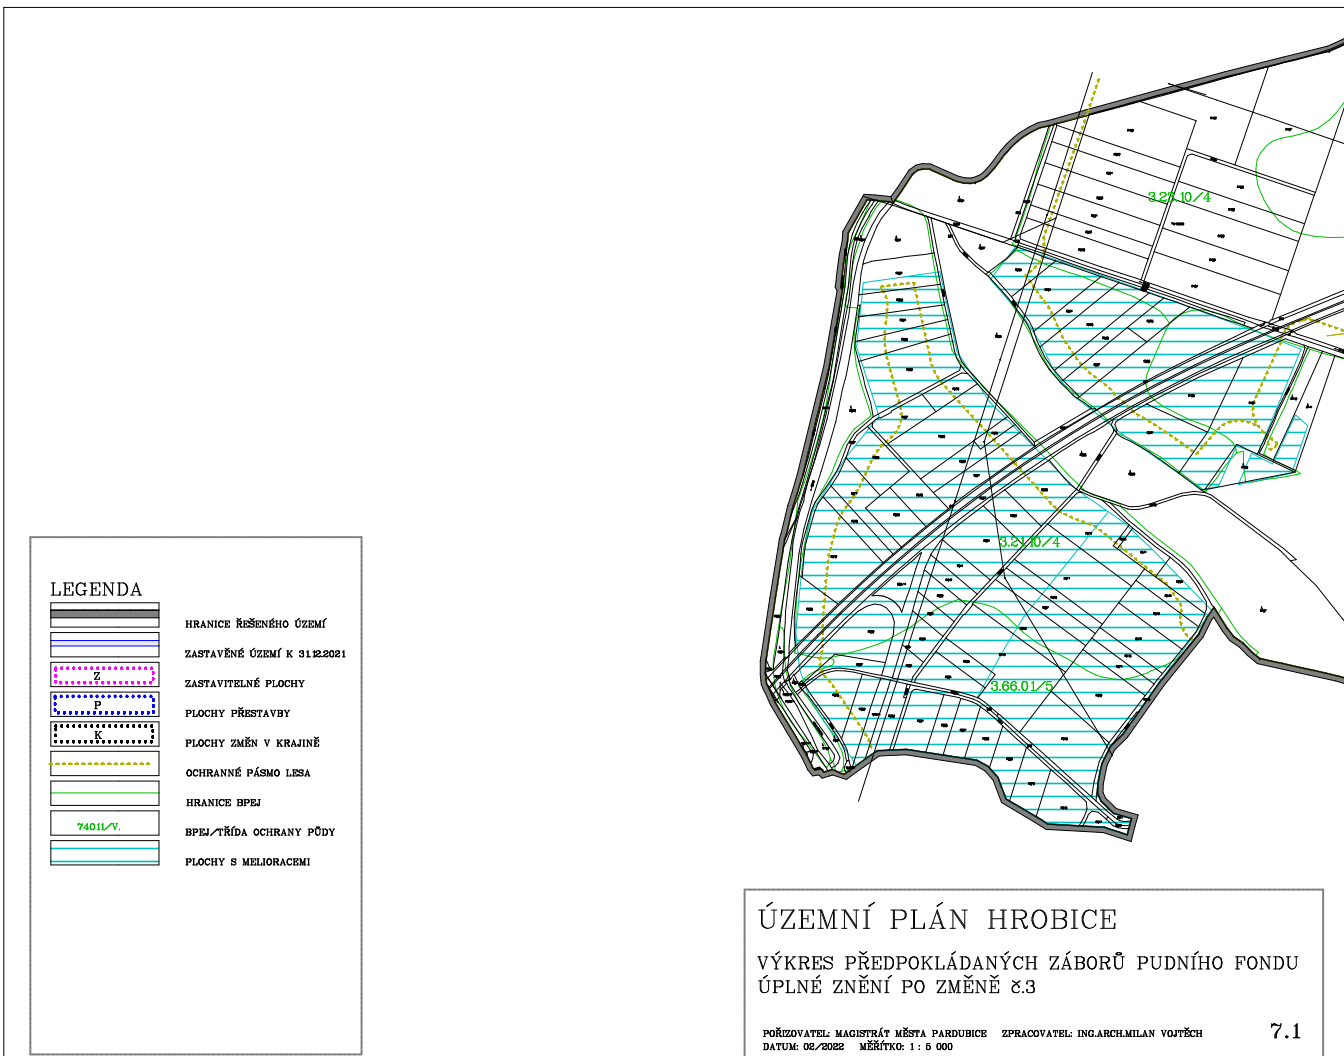 3.23.10/4
3.21.10/4
3.66.01/5
LEGENDA
HRANICE ŘEŠENÉHO ÚZEMÍ
ZASTAVĚNÉ ÚZEMÍ K 31.12.2021
Z
ZASTAVITELNÉ PLOCHY
P
PLOCHY PŘESTAVBY
K
PLOCHY ZMĚN V KRAJINĚ
OCHRANNÉ PÁSMO LESA
HRANICE BPEJ
74011/V.
BPEJ/TŘÍDA OCHRANY PŮDY
PLOCHY S MELIORACEMI
ÚZEMNÍ PLÁN HROBICE
VÝKRES PŘEDPOKLÁDANÝCH ZÁBORŮ PUDNÍHO FONDU
ÚPLNÉ ZNĚNÍ PO ZMĚNĚ č.3
POŘIZOVATEL: MAGISTRÁT MĚSTA PARDUBICE ZPRACOVATEL: ING.ARCH.MILAN VOJTĚCH
DATUM: 02/2022 MĚŘÍTKO: 1 : 5 000
7.1